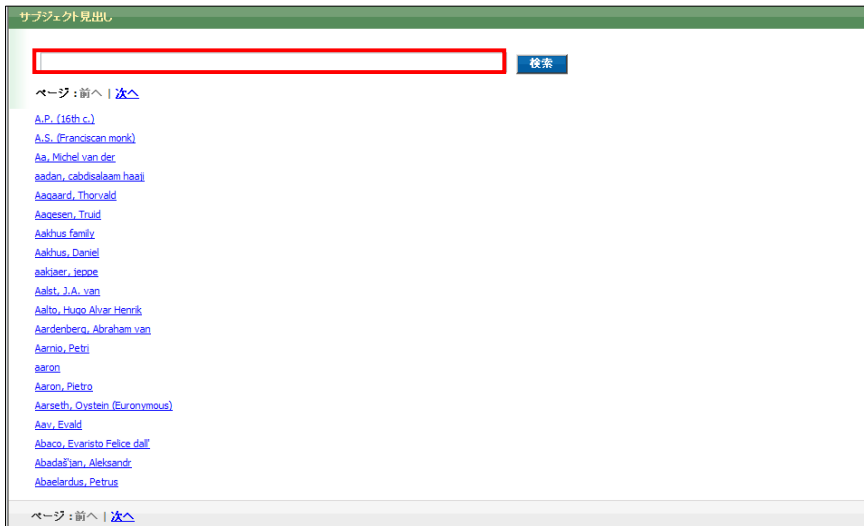 サブジェクト見出し
検索
ページ : 前へ | 次へ
A.P. (16th c.)
A.S. (Franciscan monk)
Aa, Michel van der
aadan, cabdisalaam haaji
Aagaard, Thorvald
Aagesen, Truid
Aakhus family
Aakhus, Daniel
aakjaer, jeppe
Aalst, J.A. van
Aalto, Hugo Alvar Henrik
Aardenberg, Abraham van
Aarnio, Petri
aaron
Aaron, Pietro
Aarseth, Oystein (Euronymous)
Aav, Evald
Abaco, Evaristo Felice dall'
Abadaš'jan, Aleksandr
Abaelardus, Petrus
ページ : 前へ | 次へ